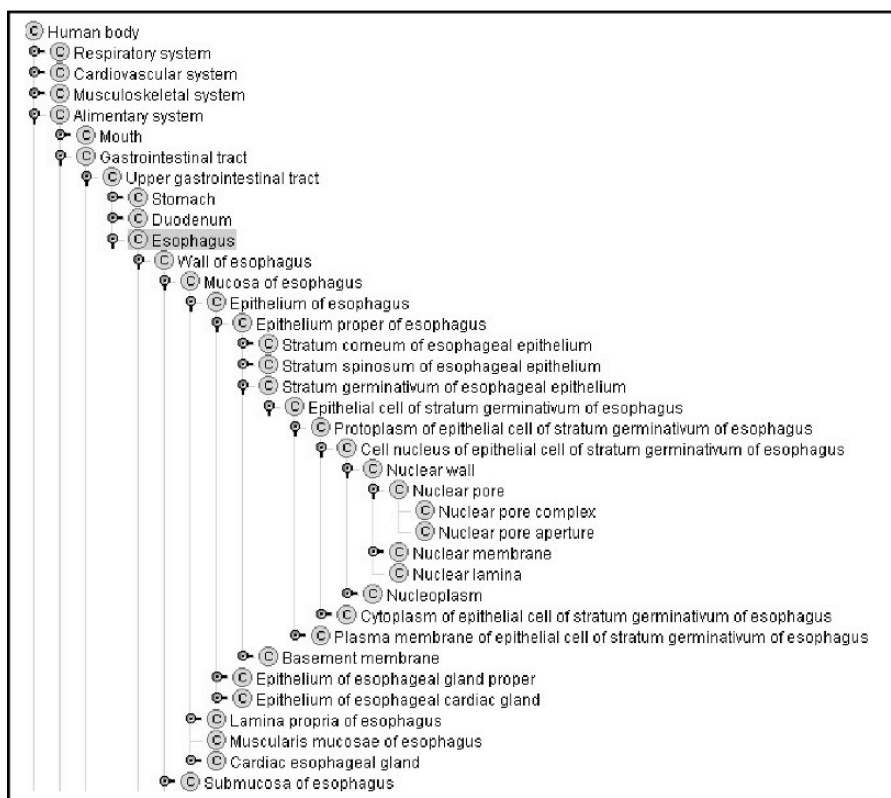 C Human body
C Respiratory system
C Cardiovascular system
C Musculoskeletal system
C Alimentary system
C Mouth
C Gastrointestinal tract
C Upper gastrointestinal tract
C Stomach
C Duodenum
C Esophagus
C Wall of esophagus
C Mucosa of esophagus
C Epithelium of esophagus
C Epithelium proper of esophagus
C Stratum corneum of esophageal epithelium
C Stratum spinosum of esophageal epithelium
C Stratum germinativum of esophageal epithelium
C Epithelial cell of stratum germinativum of esophagus
C Protoplasm of epithelial cell of stratum germinativum of esophagus
C Cell nucleus of epithelial cell of stratum germinativum of esophagus
C Nuclear wall
C Nuclear pore
C Nuclear pore complex
C Nuclear pore aperture
C Nuclear membrane
C Nuclear lamina
C Nucleoplasm
C Cytoplasm of epithelial cell of stratum germinativum of esophagus
C Plasma membrane of epithelial cell of stratum germinativum of esophagus
C Basement membrane
C Epithelium of esophageal gland proper
C Epithelium of esophageal cardiac gland
C Lamina propria of esophagus
C Muscularis mucosae of esophagus
C Cardiac esophageal gland
C Submucosa of esophagus